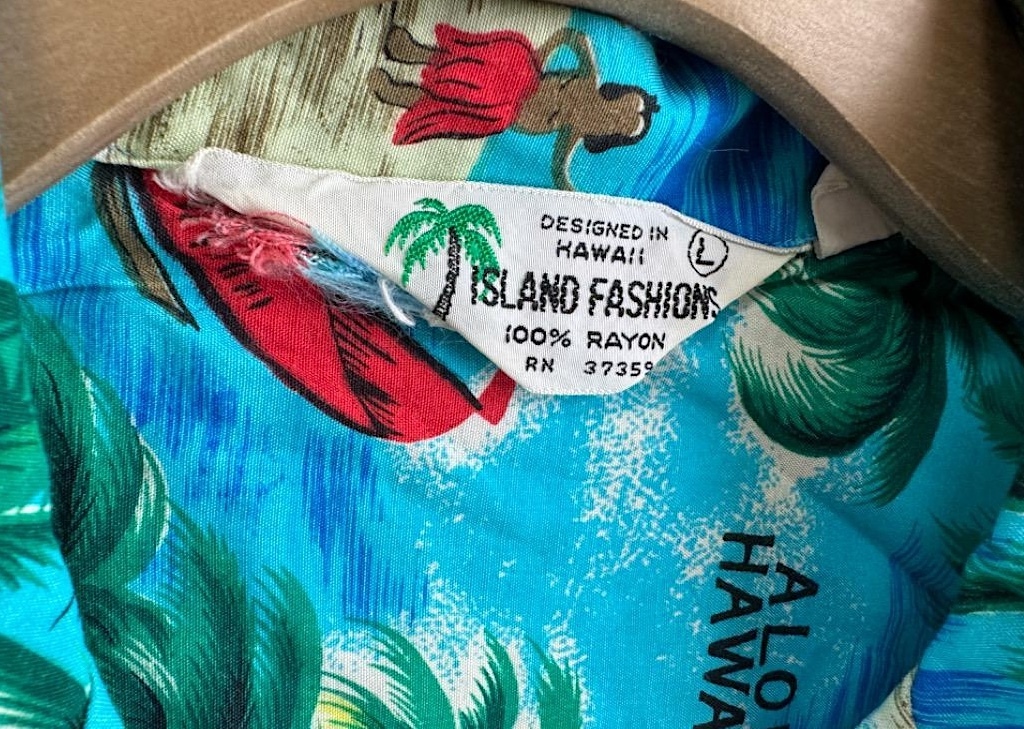 DESIGNED IN
HAWAII
L
ISLAND FASHIONS
100% RAYON
RN 37359
ALO
HAWA